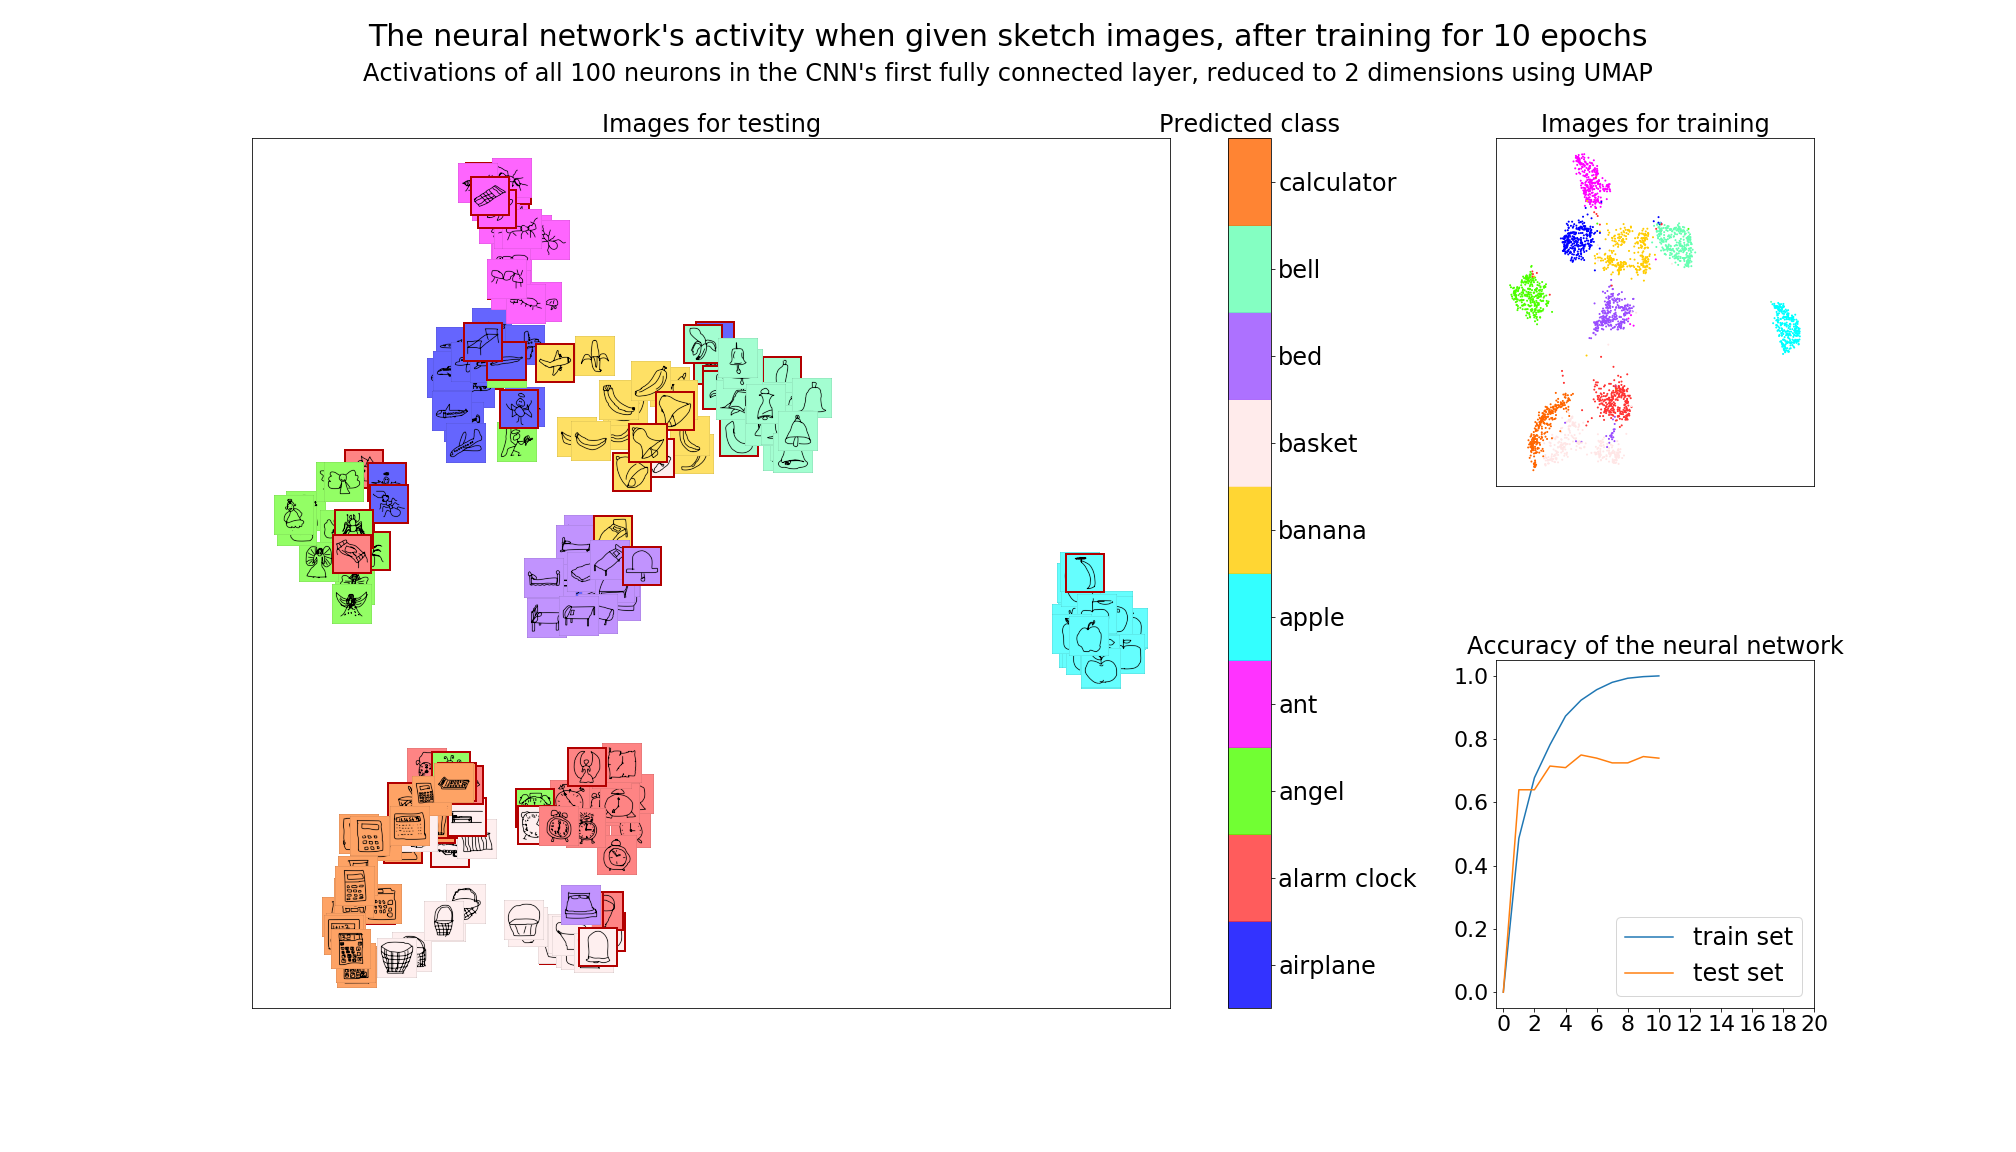 The neural network's activity when given sketch images, after training for 10 epochs
Activations of all 100 neurons in the CNN's first fully connected layer, reduced to 2 dimensions using UMAP
Images for testing
Predicted class
calculator
bell
bed
basket
banana
apple
ant
angel
alarm clock
airplane
Images for training
Accuracy of the neural network
1.0
0.8
0.6
0.4
0.2
0.0
train set
test set
0 2 4 6 8 10 12 14 16 18 20